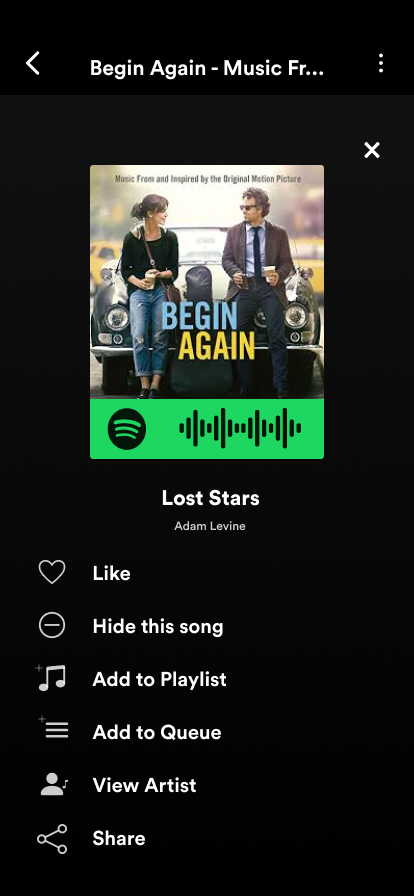 Begin Again - Music Fr...
Music From and Inspired by the Original Motion Picture
BEGIN
AGAIN
Lost Stars
Adam Levine
Like
Hide this song
Add to Playlist
Add to Queue
View Artist
Share